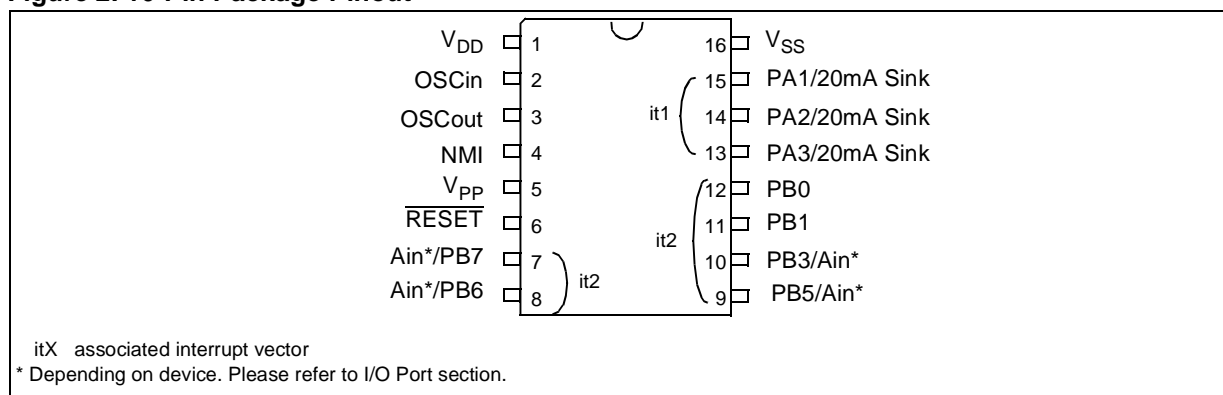 Figure 2. 16-Pin Package Pinout
VDD 1 16 VSS
OSCin 2 15 PA1/20mA Sink
OSCout 3 it1 14 PA2/20mA Sink
NMI 4 13 PA3/20mA Sink
VPP 5 12 PB0
RESET 6 11 PB1
it2
Ain*/PB7 7 10 PB3/Ain*
it2
Ain*/PB6 8 9 PB5/Ain*
itX associated interrupt vector
* Depending on device. Please refer to I/O Port section.